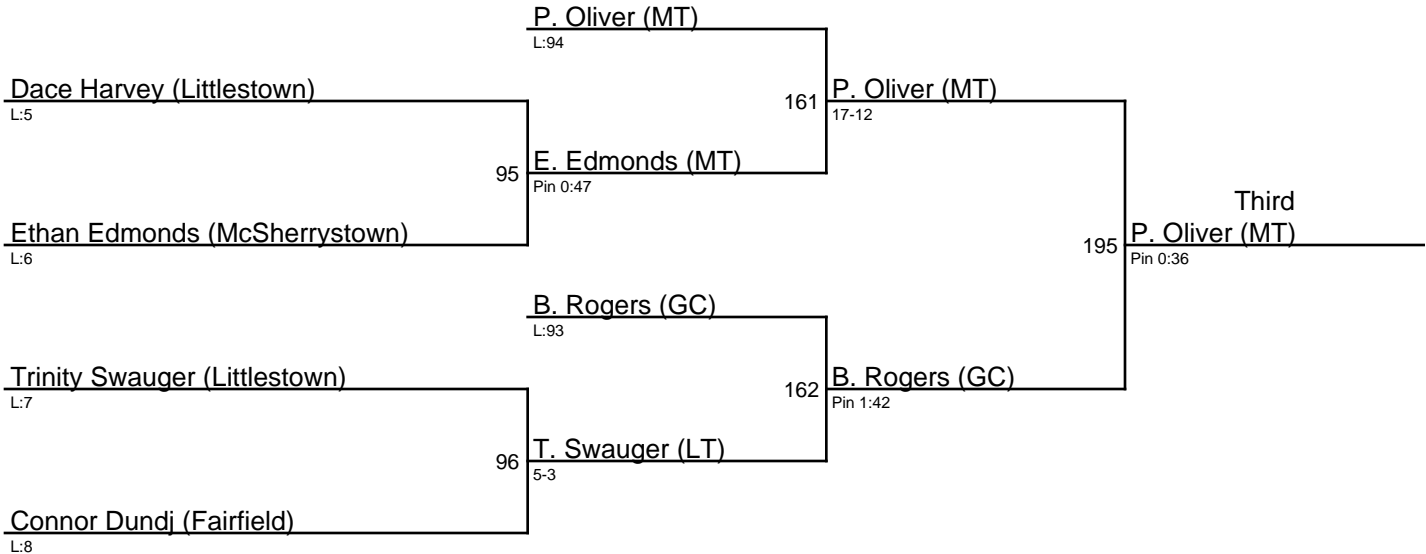 P. Oliver (MT)
L:94
Dace Harvey (Littlestown)
L:5
161
P. Oliver (MT)
17-12
95
E. Edmonds (MT)
Pin 0:47
Ethan Edmonds (McSherrystown)
L:6
Third
195
P. Oliver (MT)
Pin 0:36
B. Rogers (GC)
L:93
Trinity Swauger (Littlestown)
L:7
162
B. Rogers (GC)
Pin 1:42
96
T. Swauger (LT)
5-3
Connor Dundj (Fairfield)
L:8